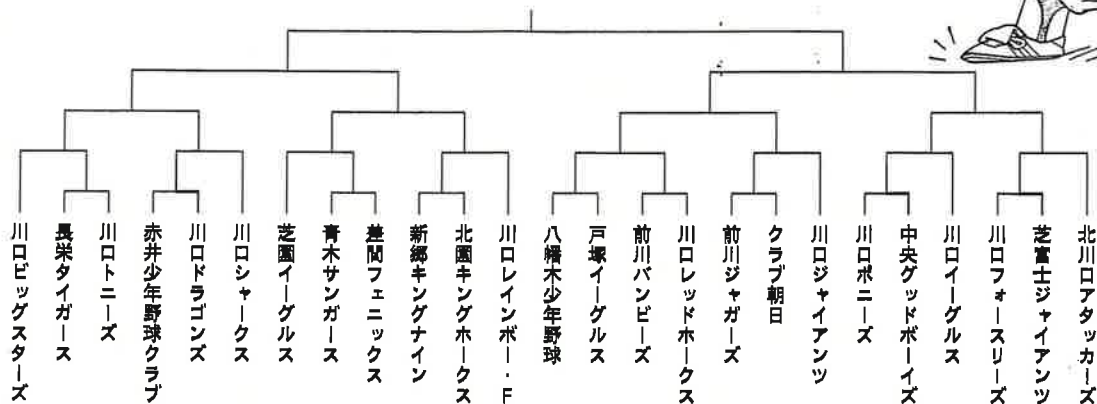 川口ビッグスターズ
長栄タイガース
川口トニーズ
赤井少年野球クラブ
川口ドラゴンズ
川口シャークス
芝園イーグルス
青木サンガース
差間フェニックス
新郷キングナイン
北園キングホークス
川口レインボー・F
八幡木少年野球
戸塚イーグルス
前川バンビーズ
川口レッドホークス
前川ジャガーズ
クラブ朝日
川口ジャイアンツ
川口ポニーズ
中央グッドボーイズ
川口イーグルス
川口フォースリーズ
芝富士ジャイアンツ
北川口アタッカーズ